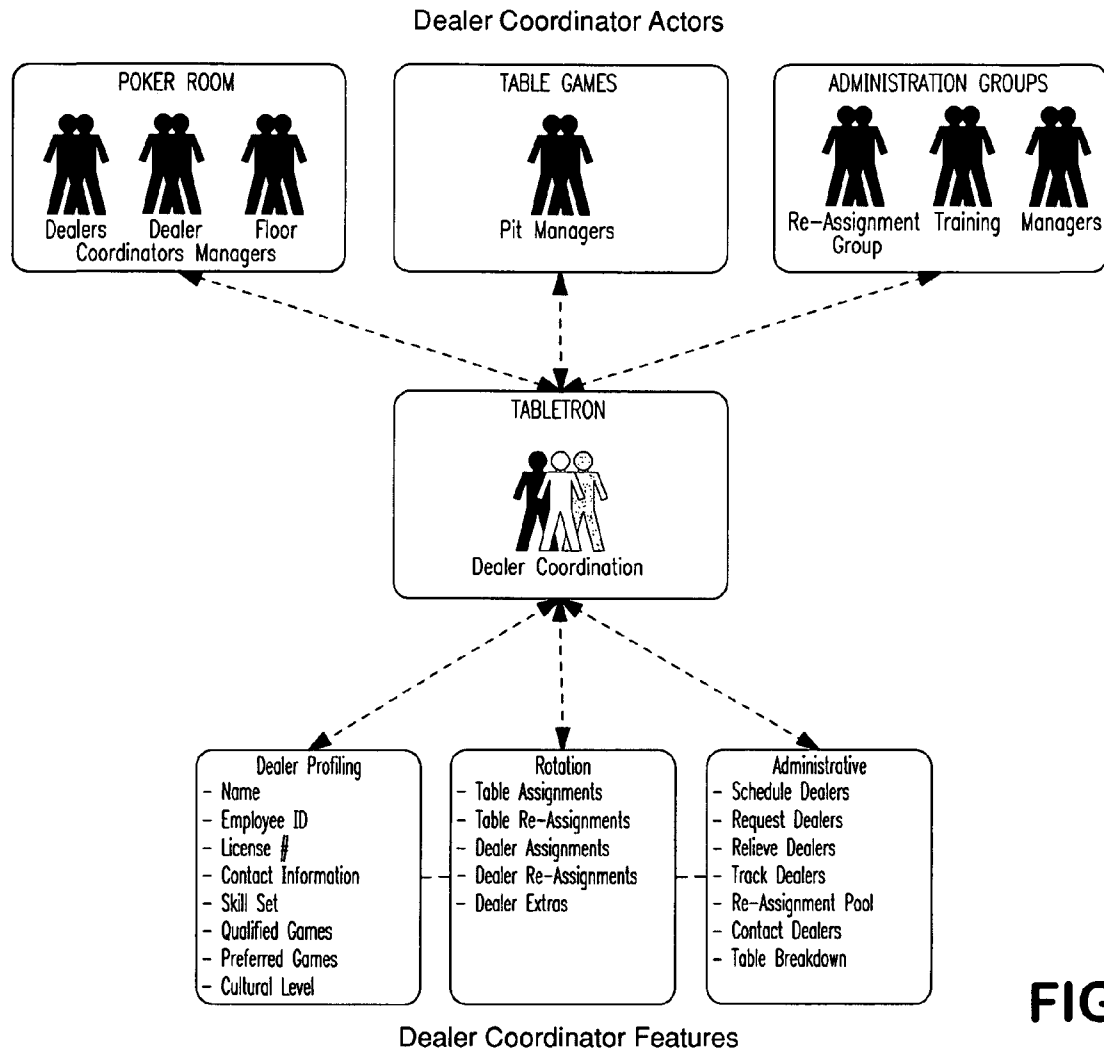 Dealer Coordinator Actors
POKER ROOM
Dealers Dealer Floor
Coordinators Managers
TABLE GAMES
Pit Managers
ADMINISTRATION GROUPS
Re-Assignment Training Managers
Group
TABLETRON
Dealer Coordination
Dealer Profiling
- Name
- Employee ID
- License #
- Contact Information
- Skill Set
- Qualified Games
- Preferred Games
- Cultural Level
Rotation
- Table Assignments
- Table Re-Assignments
- Dealer Assignments
- Dealer Re-Assignments
- Dealer Extras
Administrative
- Schedule Dealers
- Request Dealers
- Relieve Dealers
- Track Dealers
- Re-Assignment Pool
- Contact Dealers
- Table Breakdown
FIG
Dealer Coordinator Features